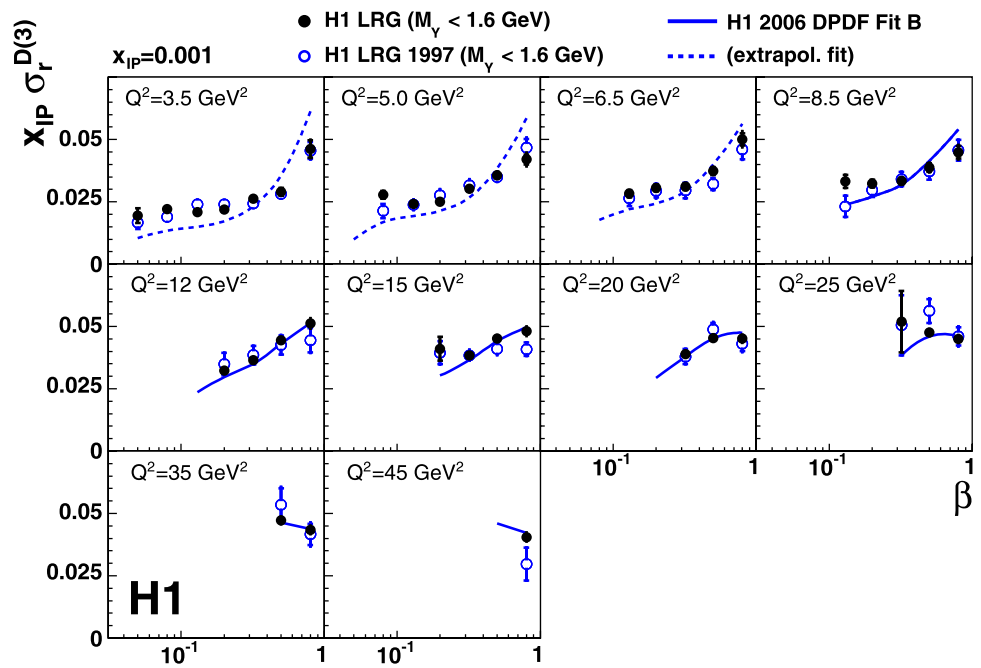 H1 LRG (M_Y < 1.6 GeV)
H1 2006 DPDF Fit B
x_IP=0.001
H1 LRG 1997 (M_Y < 1.6 GeV)
(extrapol. fit)
x_IP σ_r^D(3)
Q²=3.5 GeV²
Q²=5.0 GeV²
Q²=6.5 GeV²
Q²=8.5 GeV²
0.05
0.025
0
Q²=12 GeV²
Q²=15 GeV²
Q²=20 GeV²
Q²=25 GeV²
0.05
0.025
0
10⁻¹ 1 10⁻¹ 1
β
Q²=35 GeV²
Q²=45 GeV²
0.05
0.025
H1
0
10⁻¹ 1 10⁻¹ 1